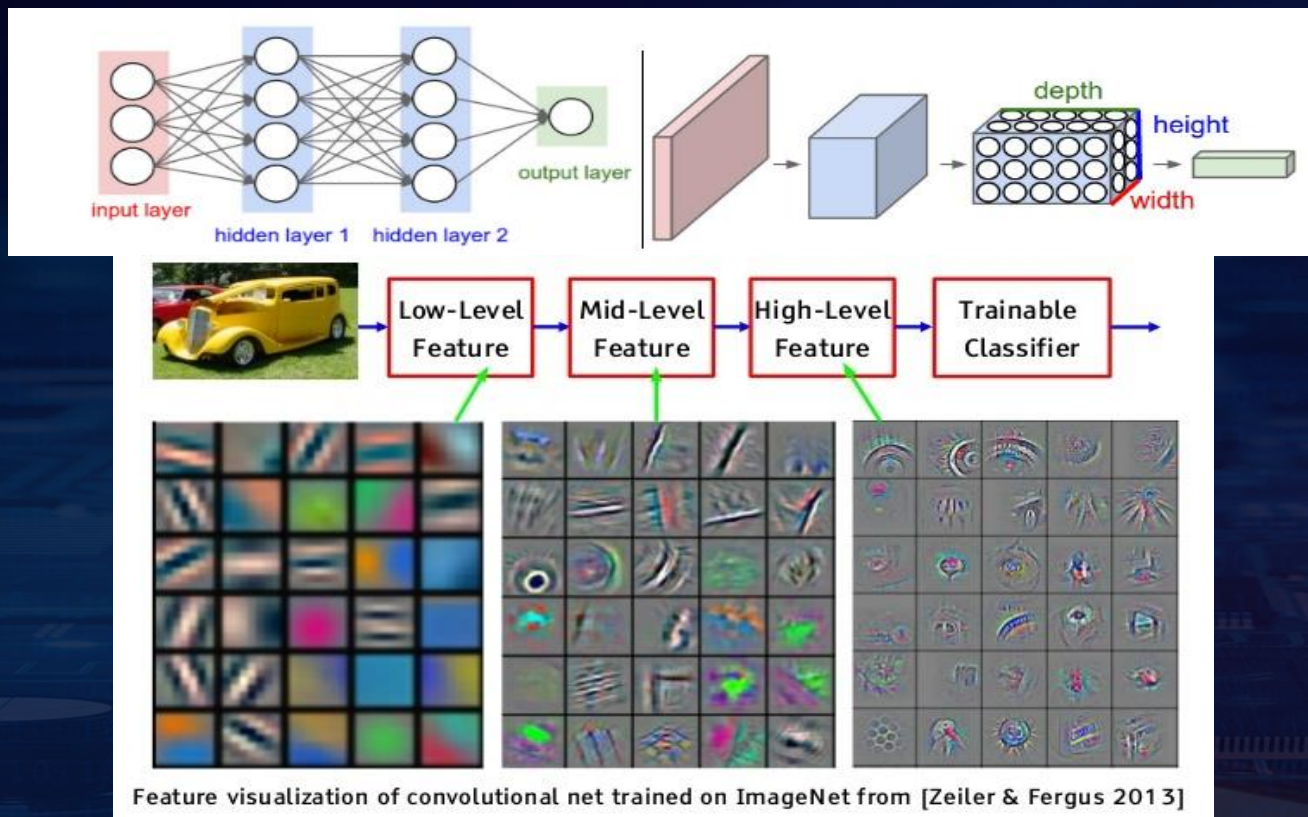 input layer
hidden layer 1
hidden layer 2
output layer
depth
height
width
Low-Level
Feature
Mid-Level
Feature
High-Level
Feature
Trainable
Classifier
Feature visualization of convolutional net trained on ImageNet from [Zeiler & Fergus 2013]